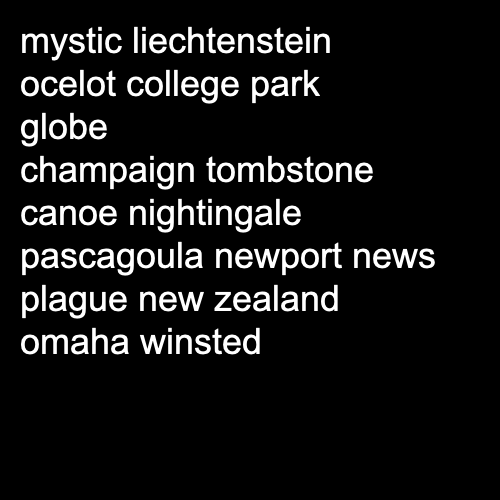 mystic liechtenstein
ocelot college park
globe
champaign tombstone
canoe nightingale
pascagoula newport news
plague new zealand
omaha winsted